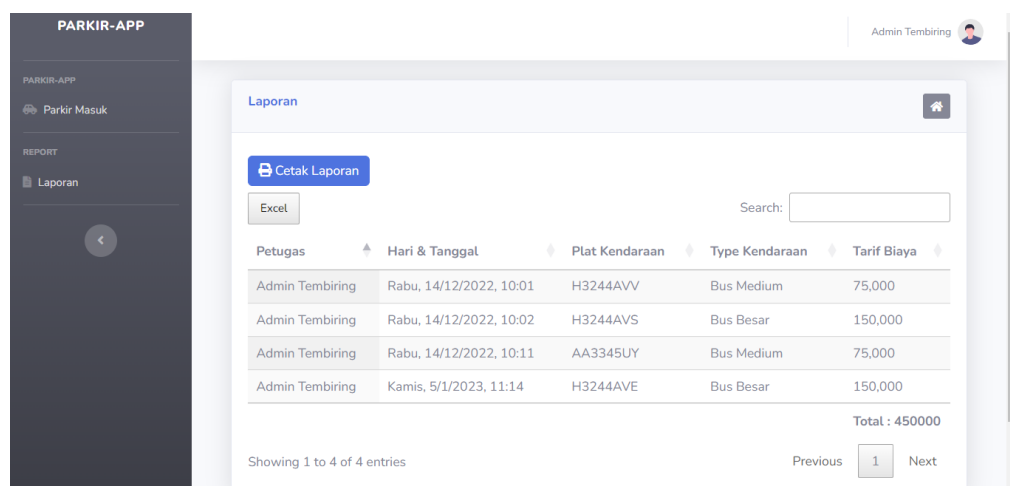 PARKIR-APP
Admin Tembiring
PARKIR-APP
Parkir Masuk
REPORT
Laporan
Laporan
Cetak Laporan
Excel
Search:
Petugas Hari & Tanggal Plat Kendaraan Type Kendaraan Tarif Biaya
Admin Tembiring Rabu, 14/12/2022, 10:01 H3244AVV Bus Medium 75,000
Admin Tembiring Rabu, 14/12/2022, 10:02 H3244AVS Bus Besar 150,000
Admin Tembiring Rabu, 14/12/2022, 10:11 AA3345UY Bus Medium 75,000
Admin Tembiring Kamis, 5/1/2023, 11:14 H3244AVE Bus Besar 150,000
Total : 450000
Showing 1 to 4 of 4 entries
Previous 1 Next